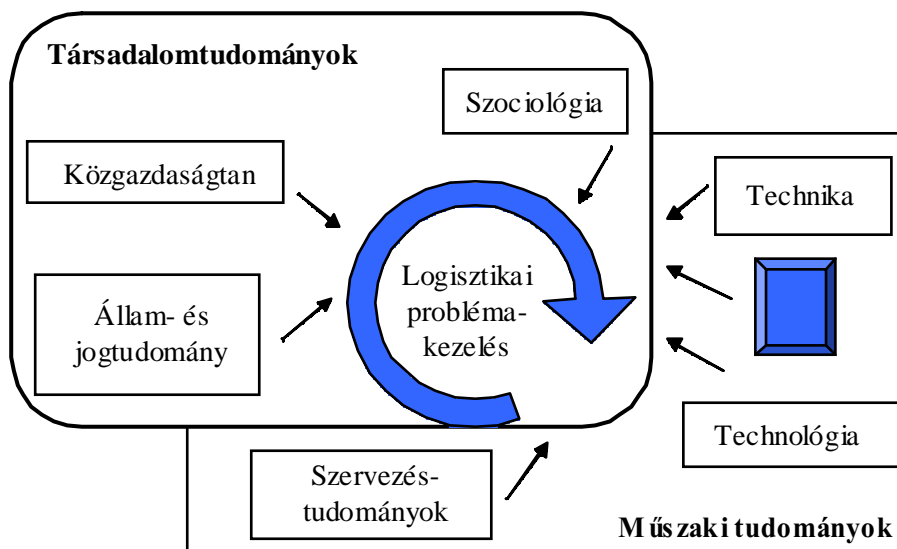 Társadalomtudományok
Szociológia
Közgazdaságtan
Technika
Logisztikai
probléma-
kezelés
Állam- és
jogtudomány
Technológia
Szervezés-
tudományok
Műszaki tudományok